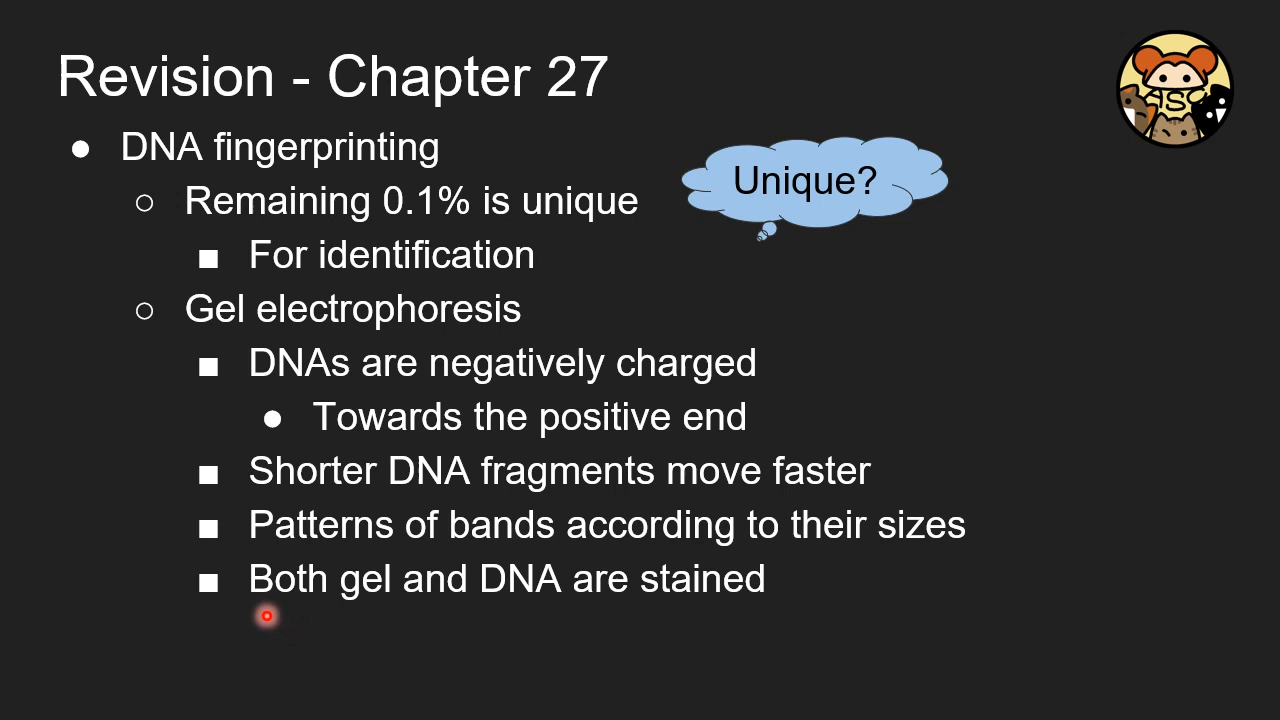 Revision - Chapter 27
● DNA fingerprinting
○ Remaining 0.1% is unique
Unique?
■ For identification
○ Gel electrophoresis
■ DNAs are negatively charged
● Towards the positive end
■ Shorter DNA fragments move faster
■ Patterns of bands according to their sizes
■ Both gel and DNA are stained